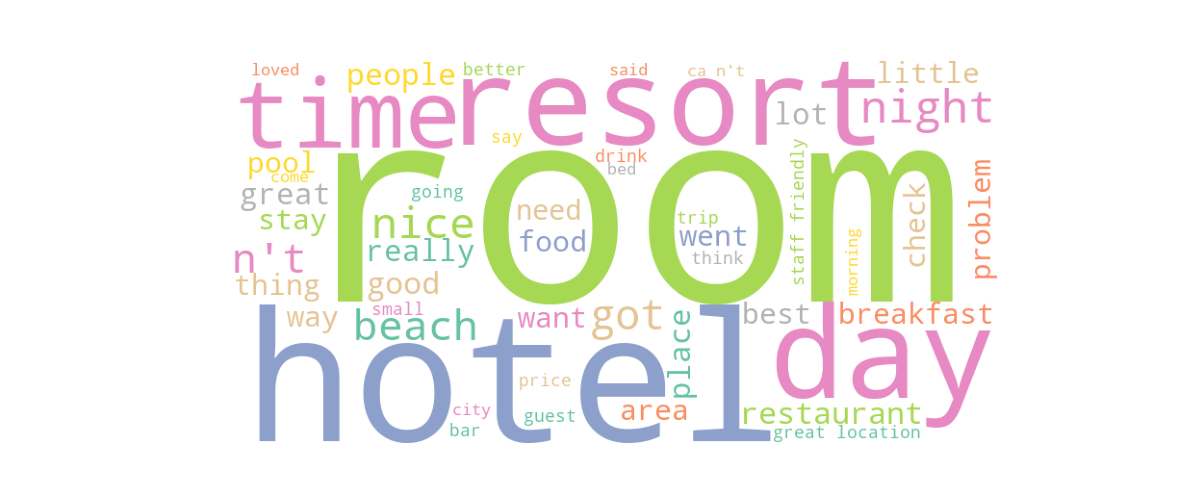 loved people better said ca n't little
time resort lot night
say
pool come drink bed staff friendly problem
room
great going check
stay nice need trip
really food went think morning
n't
thing good
way small want got best breakfast
beach place
hotel day
price
city guest area restaurant
bar great location